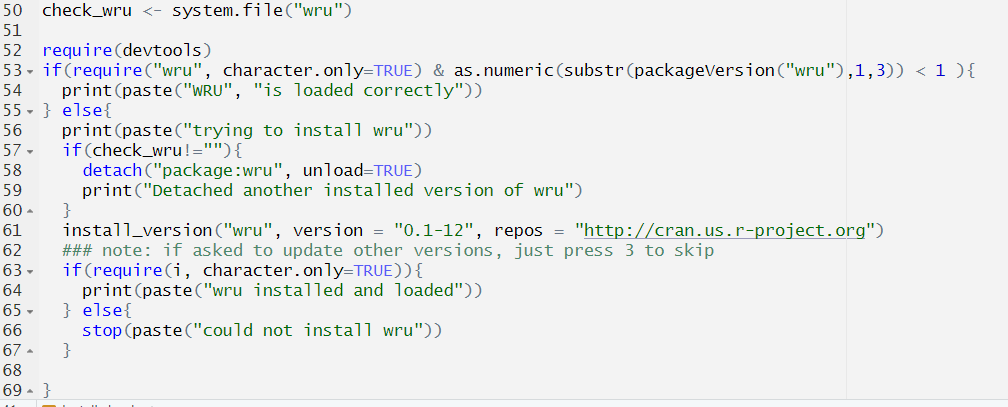 50 check_wru <- system.file("wru")
51
52 require(devtools)
53 if(require("wru", character.only=TRUE) & as.numeric(substr(packageVersion("wru"),1,3)) < 1 ){
54   print(paste("WRU", "is loaded correctly"))
55 } else{
56   print(paste("trying to install wru"))
57   if(check_wru!=""){
58     detach("package:wru", unload=TRUE)
59     print("Detached another installed version of wru")
60   }
61   install_version("wru", version = "0.1-12", repos = "http://cran.us.r-project.org")
62   ### note: if asked to update other versions, just press 3 to skip
63   if(require(i, character.only=TRUE)){
64     print(paste("wru installed and loaded"))
65   } else{
66     stop(paste("could not install wru"))
67   }
68
69 }